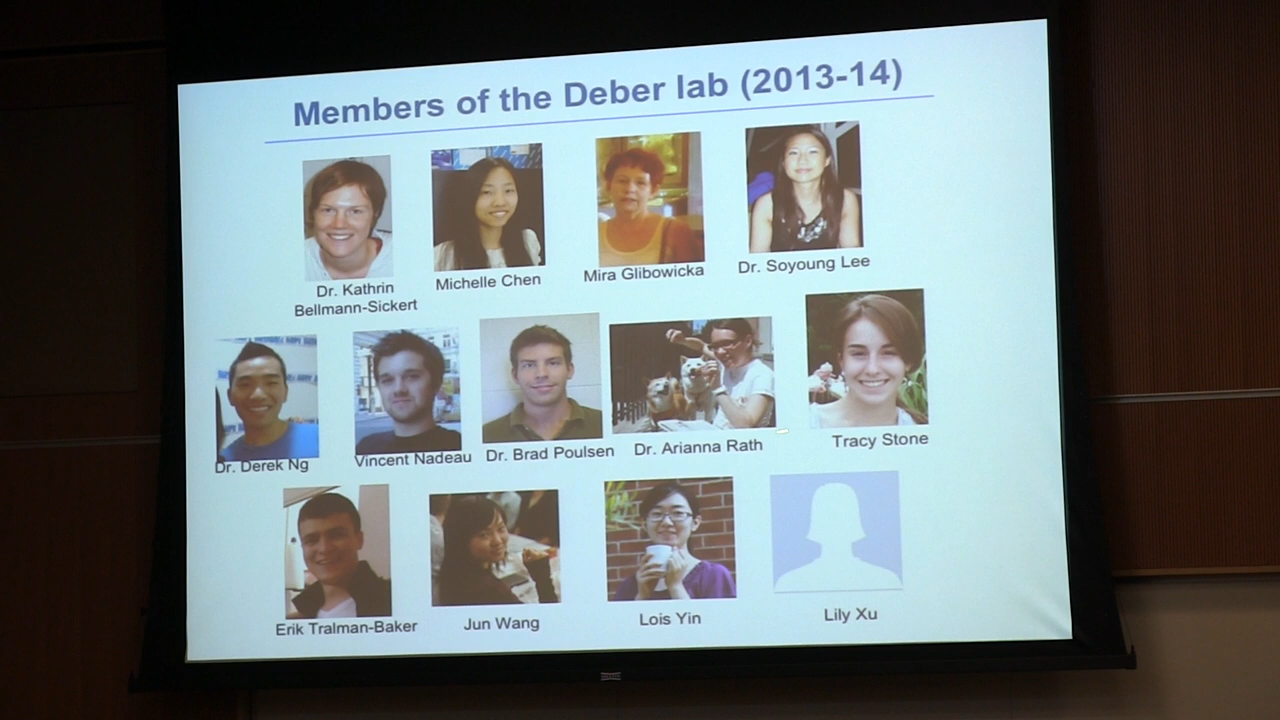 Members of the Deber lab (2013-14)
Dr. Kathrin
Bellmann-Sickert
Michelle Chen
Mira Glibowicka
Dr. Soyoung Lee
Dr. Derek Ng
Vincent Nadeau
Dr. Brad Poulsen
Dr. Arianna Rath
Tracy Stone
Erik Tralman-Baker
Jun Wang
Lois Yin
Lily Xu